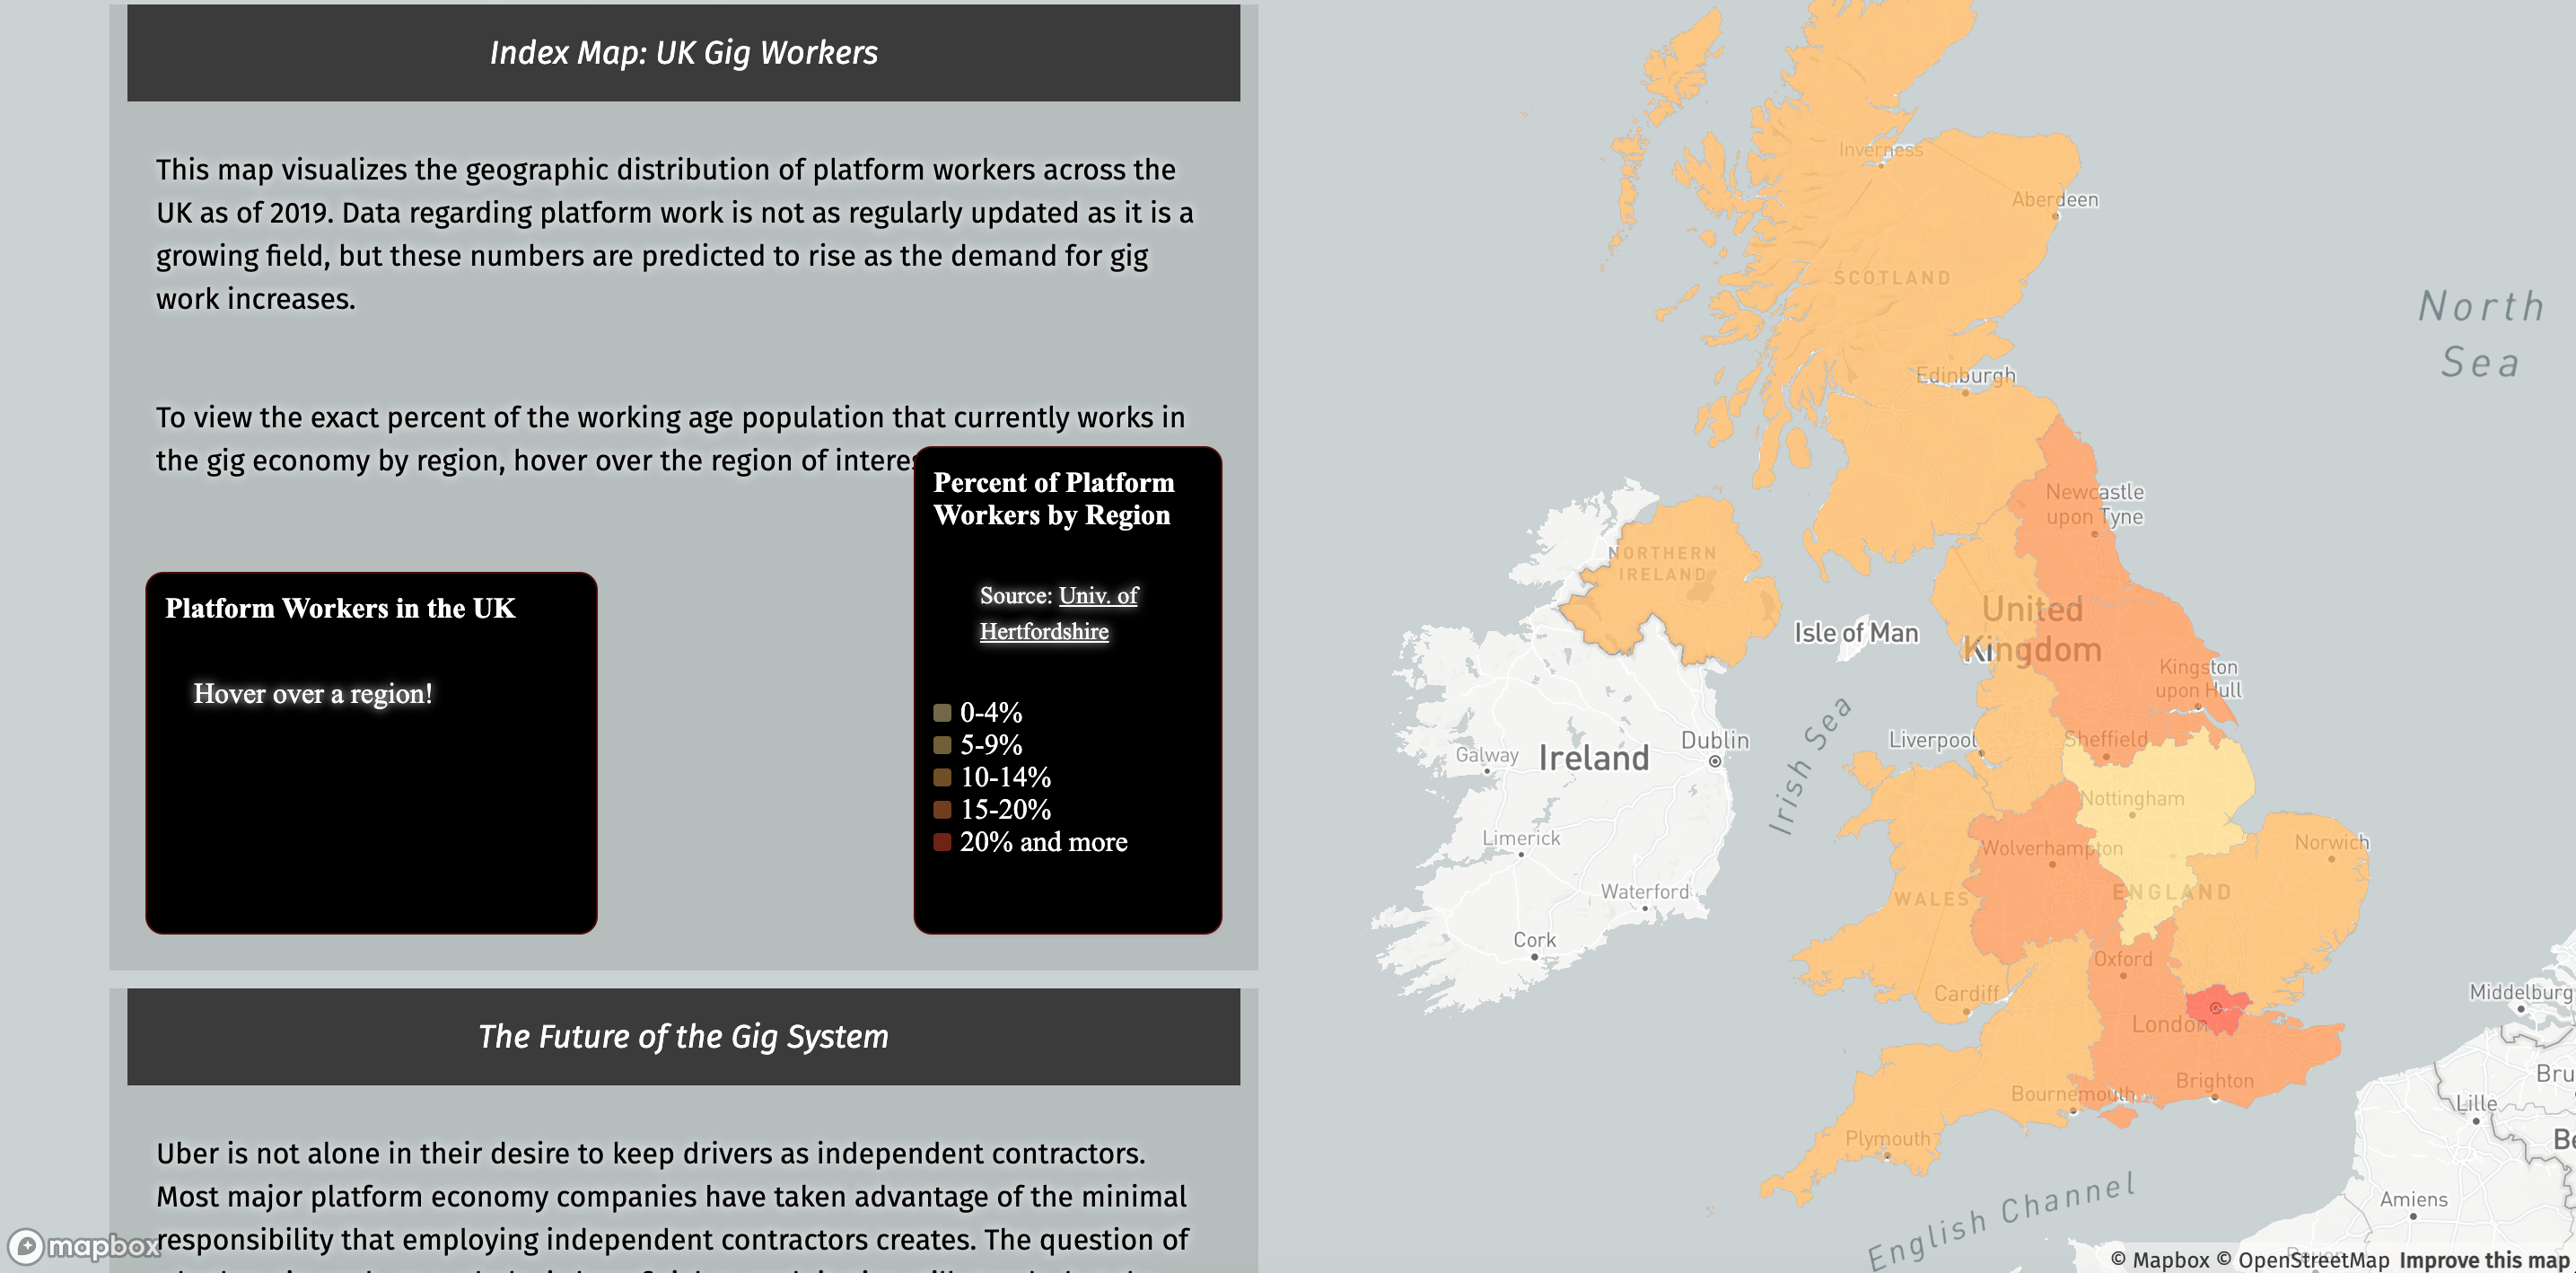 Index Map: UK Gig Workers
This map visualizes the geographic distribution of platform workers across the
UK as of 2019. Data regarding platform work is not as regularly updated as it is a
growing field, but these numbers are predicted to rise as the demand for gig
work increases.
To view the exact percent of the working age population that currently works in
the gig economy by region, hover over the region of
Platform Workers in the UK
Hover over a region!
Percent of Platform
Workers by Region
Source: Univ. of
Hertfordshire
0-4%
5-9%
10-14%
15-20%
20% and more
The Future of the Gig System
Uber is not alone in their desire to keep drivers as independent contractors.
Most major platform economy companies have taken advantage of the minimal
responsibility that employing independent contractors creates. The question of
mapbox
Inverness
Aberdeen
SCOTLAND
North
Sea
Edinburgh
Newcastle
upon Tyne
NORTHERN
IRELAND
United
Kingdom
Isle of Man
Kingston
upon Hull
Irish Sea
Liverpool
Sheffield
Galway
Ireland
Dublin
Nottingham
Limerick
Wolverhampton
Norwich
Waterford
WALES
ENGLAND
Cork
Oxford
Cardiff
Middelburg
London
Bru
Bournemouth
Brighton
Lille
Plymouth
Be
English Channel
Amiens
© Mapbox © OpenStreetMap Improve this map